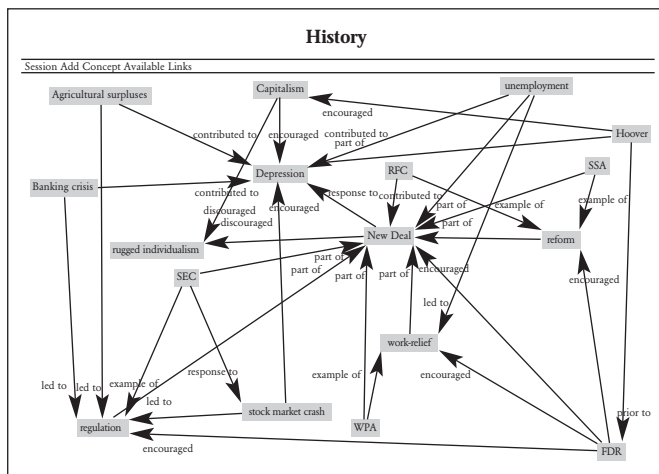 History
Session Add Concept Available Links
Agricultural surpluses
Capitalism
unemployment
encouraged
Hoover
contributed to
encouraged
contributed to
part of
Banking crisis
Depression
RFC
SSA
contributed to
encouraged
response to
contributed to
example of
example of
discouraged
discouraged
part of
part of
rugged individualism
New Deal
reform
SEC
part of
part of
part of
part of
encouraged
encouraged
led to
work-relief
led to
led to
example of
response to
example of
encouraged
led to
regulation
stock market crash
WPA
prior to
encouraged
FDR